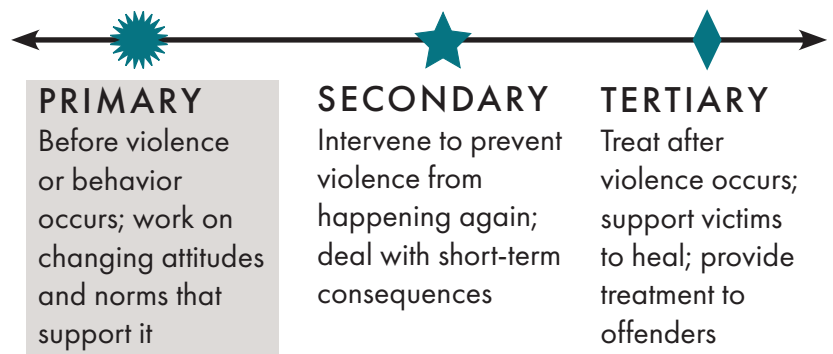 PRIMARY
Before violence
or behavior
occurs; work on
changing attitudes
and norms that
support it
SECONDARY
Intervene to prevent
violence from
happening again;
deal with short-term
consequences
TERTIARY
Treat after
violence occurs;
support victims
to heal; provide
treatment to
offenders